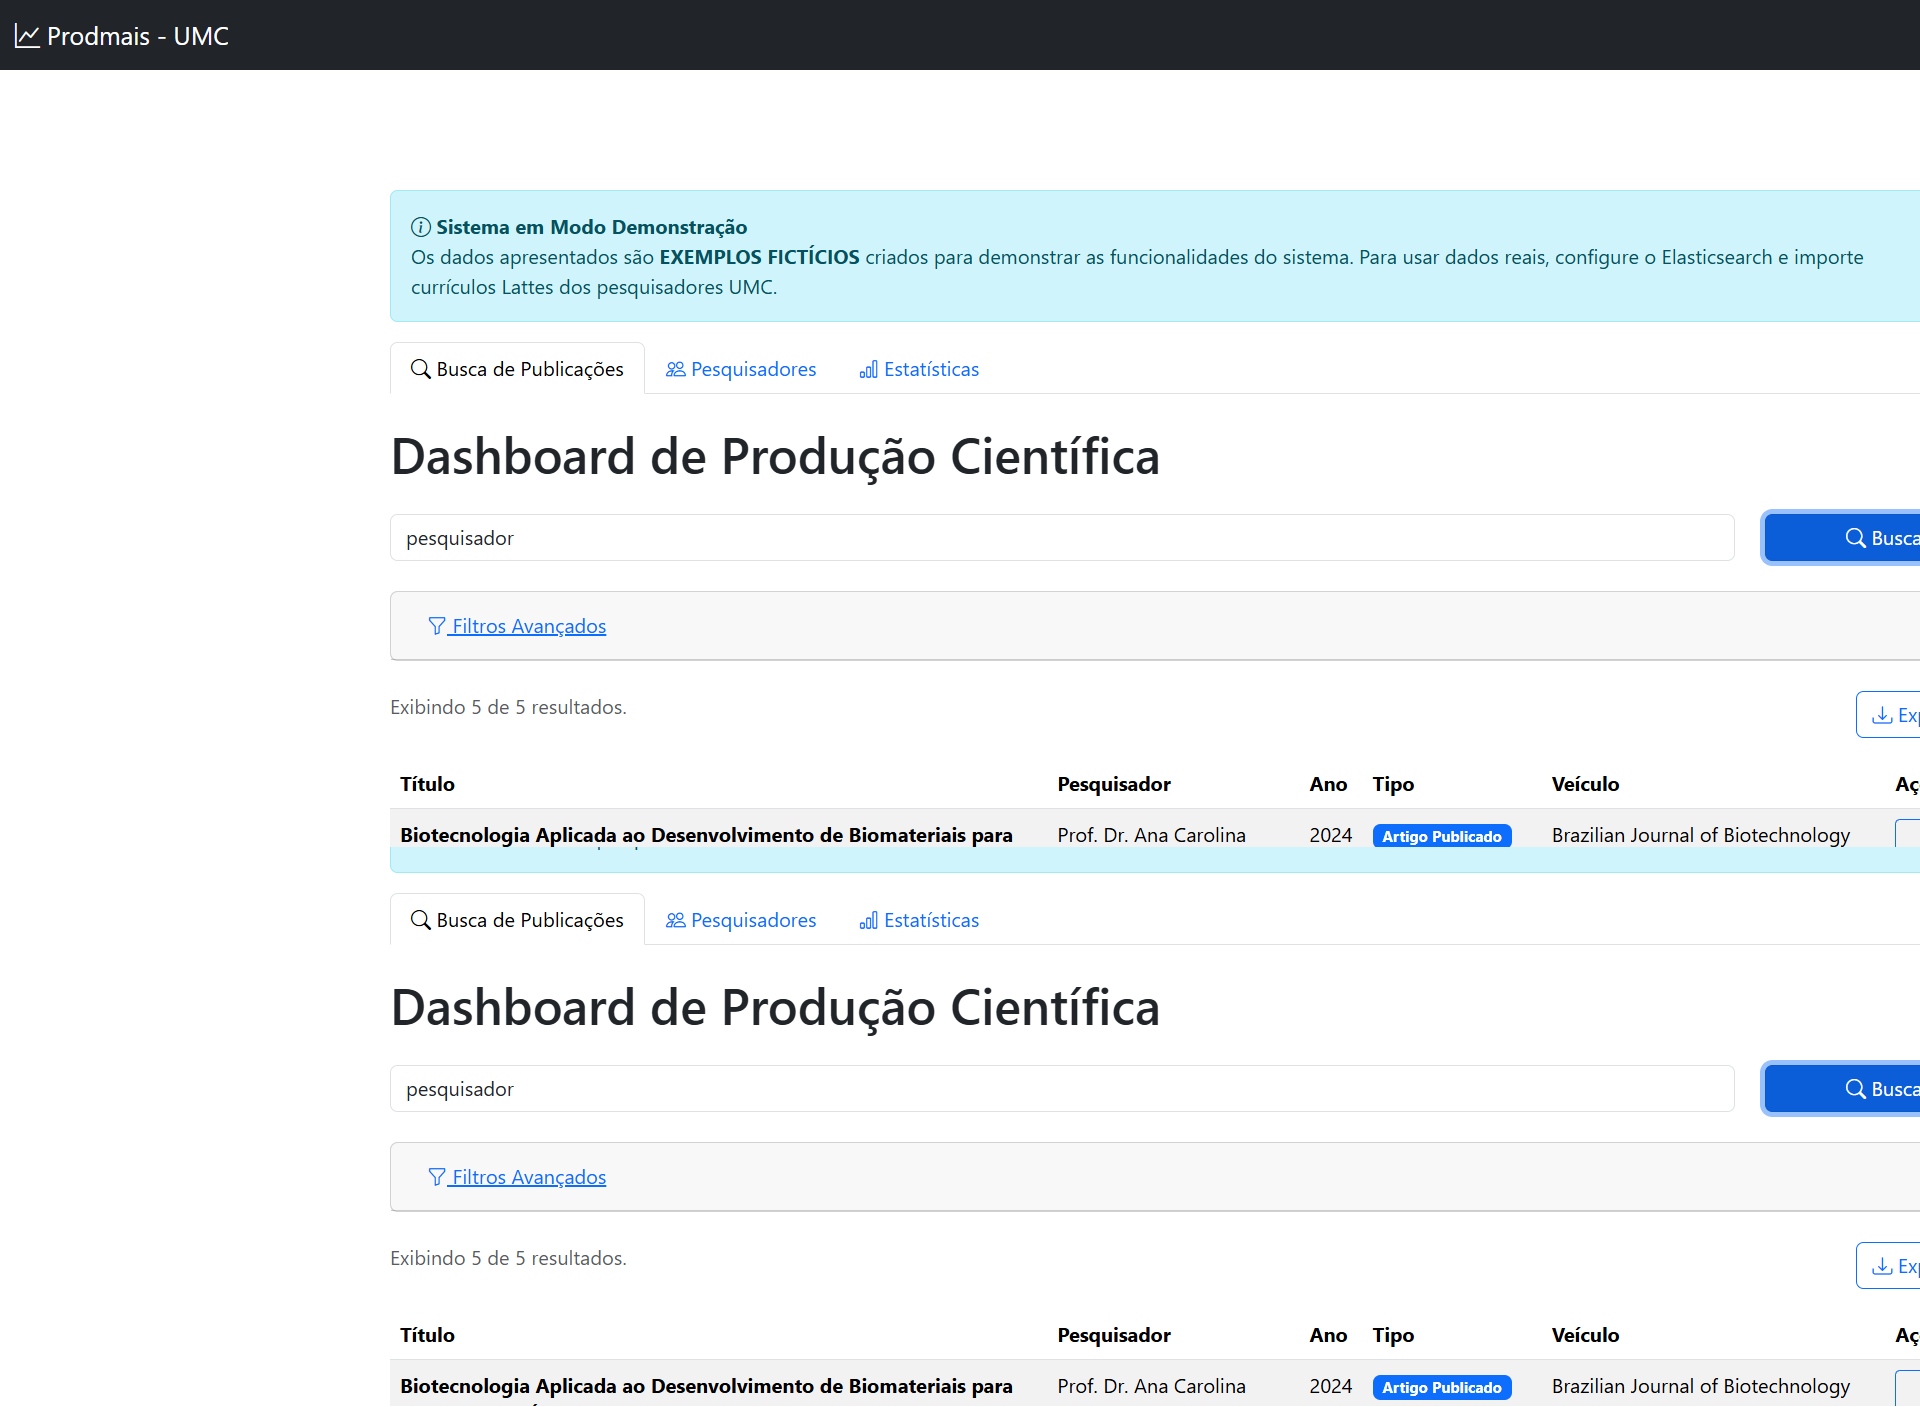 Prodmais - UMC
Sistema em Modo Demonstração
Os dados apresentados são EXEMPLOS FICTÍCIOS criados para demonstrar as funcionalidades do sistema. Para usar dados reais, configure o Elasticsearch e importe
currículos Lattes dos pesquisadores UMC.
Busca de Publicações Pesquisadores Estatísticas
Dashboard de Produção Científica
pesquisador Busca
Filtros Avançados
Exibindo 5 de 5 resultados.
Título Pesquisador Ano Tipo Veículo
Biotecnologia Aplicada ao Desenvolvimento de Biomateriais para Prof. Dr. Ana Carolina 2024 Artigo Publicado Brazilian Journal of Biotechnology
Busca de Publicações Pesquisadores Estatísticas
Dashboard de Produção Científica
pesquisador Busca
Filtros Avançados
Exibindo 5 de 5 resultados.
Título Pesquisador Ano Tipo Veículo
Biotecnologia Aplicada ao Desenvolvimento de Biomateriais para Prof. Dr. Ana Carolina 2024 Artigo Publicado Brazilian Journal of Biotechnology